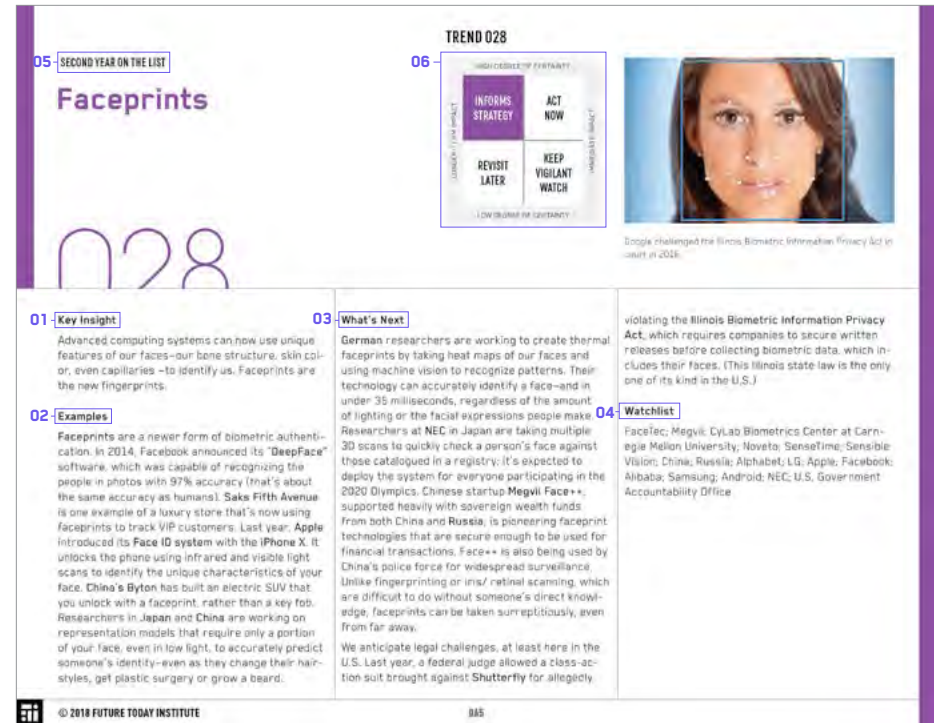 TREND 028
05 SECOND YEAR ON THE LIST
Faceprints
028
06
HIGH DEGREE OF CERTAINTY
LONGER-TERM IMPACT
INFORMS
STRATEGY
ACT
NOW
REVISIT
LATER
KEEP
VIGILANT
WATCH
IMMEDIATE IMPACT
LOW DEGREE OF CERTAINTY
Google challenged the Illinois Biometric Information Privacy Act in
court in 2016.
01 Key Insight
Advanced computing systems can now use unique
features of our faces–our bone structure, skin col-
or, even capillaries –to identify us. Faceprints are
the new fingerprints.
02 Examples
Faceprints are a newer form of biometric authenti-
cation. In 2014, Facebook announced its "DeepFace"
software, which was capable of recognizing the
people in photos with 97% accuracy (that's about
the same accuracy as humans). Saks Fifth Avenue
is one example of a luxury store that's now using
faceprints to track VIP customers. Last year, Apple
introduced its Face ID system with the iPhone X. It
unlocks the phone using infrared and visible light
scans to identify the unique characteristics of your
face. China's Byton has built an electric SUV that
you unlock with a faceprint, rather than a key fob.
Researchers in Japan and China are working on
representation models that require only a portion
of your face, even in low light, to accurately predict
someone's identity–even as they change their hair-
styles, get plastic surgery or grow a beard.
03 What's Next
German researchers are working to create thermal
faceprints by taking heat maps of our faces and
using machine vision to recognize patterns. Their
technology can accurately identify a face–and in
under 35 milliseconds, regardless of the amount
of lighting or the facial expressions people make.
Researchers at NEC in Japan are taking multiple
3D scans to quickly check a person's face against
those catalogued in a registry; it's expected to
deploy the system for everyone participating in the
2020 Olympics. Chinese startup Megvii Face++,
supported heavily with sovereign wealth funds
from both China and Russia, is pioneering faceprint
technologies that are secure enough to be used for
financial transactions. Face++ is also being used by
China's police force for widespread surveillance.
Unlike fingerprinting or iris/ retinal scanning, which
are difficult to do without someone's direct knowl-
edge, faceprints can be taken surreptitiously, even
from far away.
We anticipate legal challenges, at least here in the
U.S. Last year, a federal judge allowed a class-ac-
tion suit brought against Shutterfly for allegedly
violating the Illinois Biometric Information Privacy
Act, which requires companies to secure written
releases before collecting biometric data, which in-
cludes their faces. (This Illinois state law is the only
one of its kind in the U.S.)
04 Watchlist
FaceTec; Megvii; CyLab Biometrics Center at Carn-
egie Mellon University; Noveto; SenseTime; Sensible
Vision; China; Russia; Alphabet; LG; Apple; Facebook;
Alibaba; Samsung; Android; NEC; U.S. Government
Accountability Office
© 2018 FUTURE TODAY INSTITUTE
045